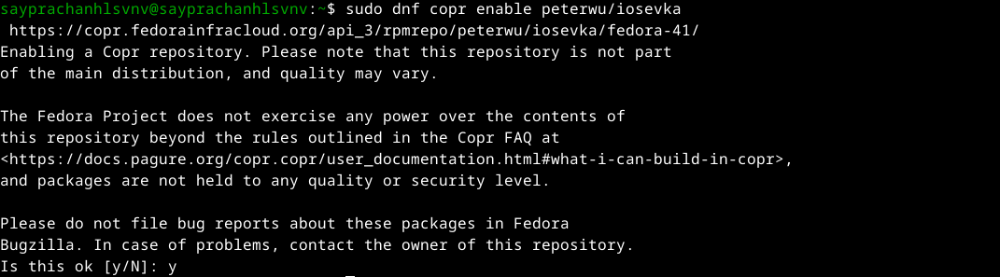 sayprachanhlsvnv@sayprachanhlsvnv:~$ sudo dnf copr enable peterwu/iosevka
https://copr.fedorainfracloud.org/api_3/rpmrepo/peterwu/iosevka/fedora-41/
Enabling a Copr repository. Please note that this repository is not part
of the main distribution, and quality may vary.

The Fedora Project does not exercise any power over the contents of
this repository beyond the rules outlined in the Copr FAQ at
<https://docs.pagure.org/copr.copr/user_documentation.html#what-i-can-build-in-copr>,
and packages are not held to any quality or security level.

Please do not file bug reports about these packages in Fedora
Bugzilla. In case of problems, contact the owner of this repository.
Is this ok [y/N]: y